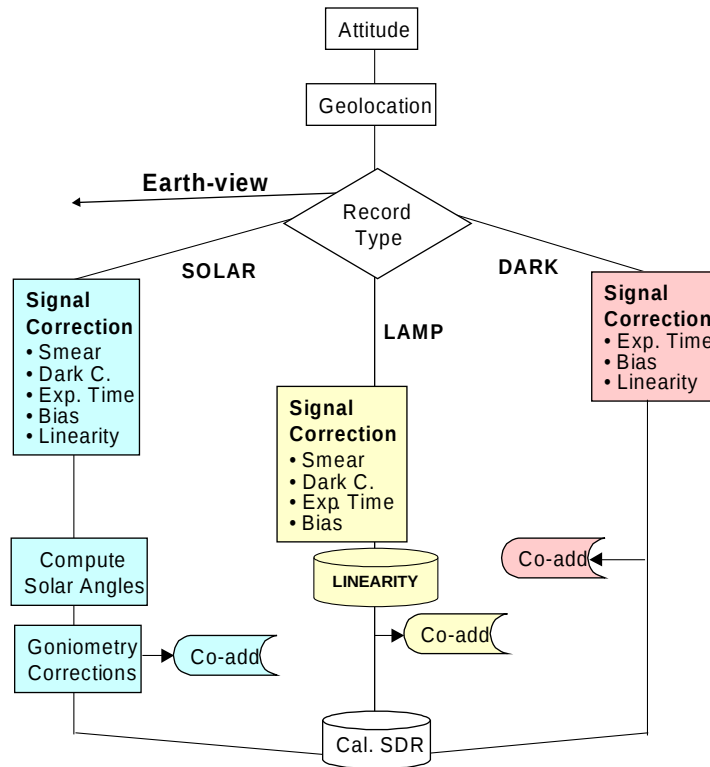 Attitude
Geolocation
Earth-view
Record
Type
SOLAR
DARK
LAMP
Signal
Correction
• Smear
• Dark C.
• Exp. Time
• Bias
• Linearity
Signal
Correction
• Smear
• Dark C.
• Exp. Time
• Bias
Signal
Correction
• Exp. Time
• Bias
• Linearity
Compute
Solar Angles
LINEARITY
Co-add
Goniometry
Corrections
Co-add
Co-add
Cal. SDR